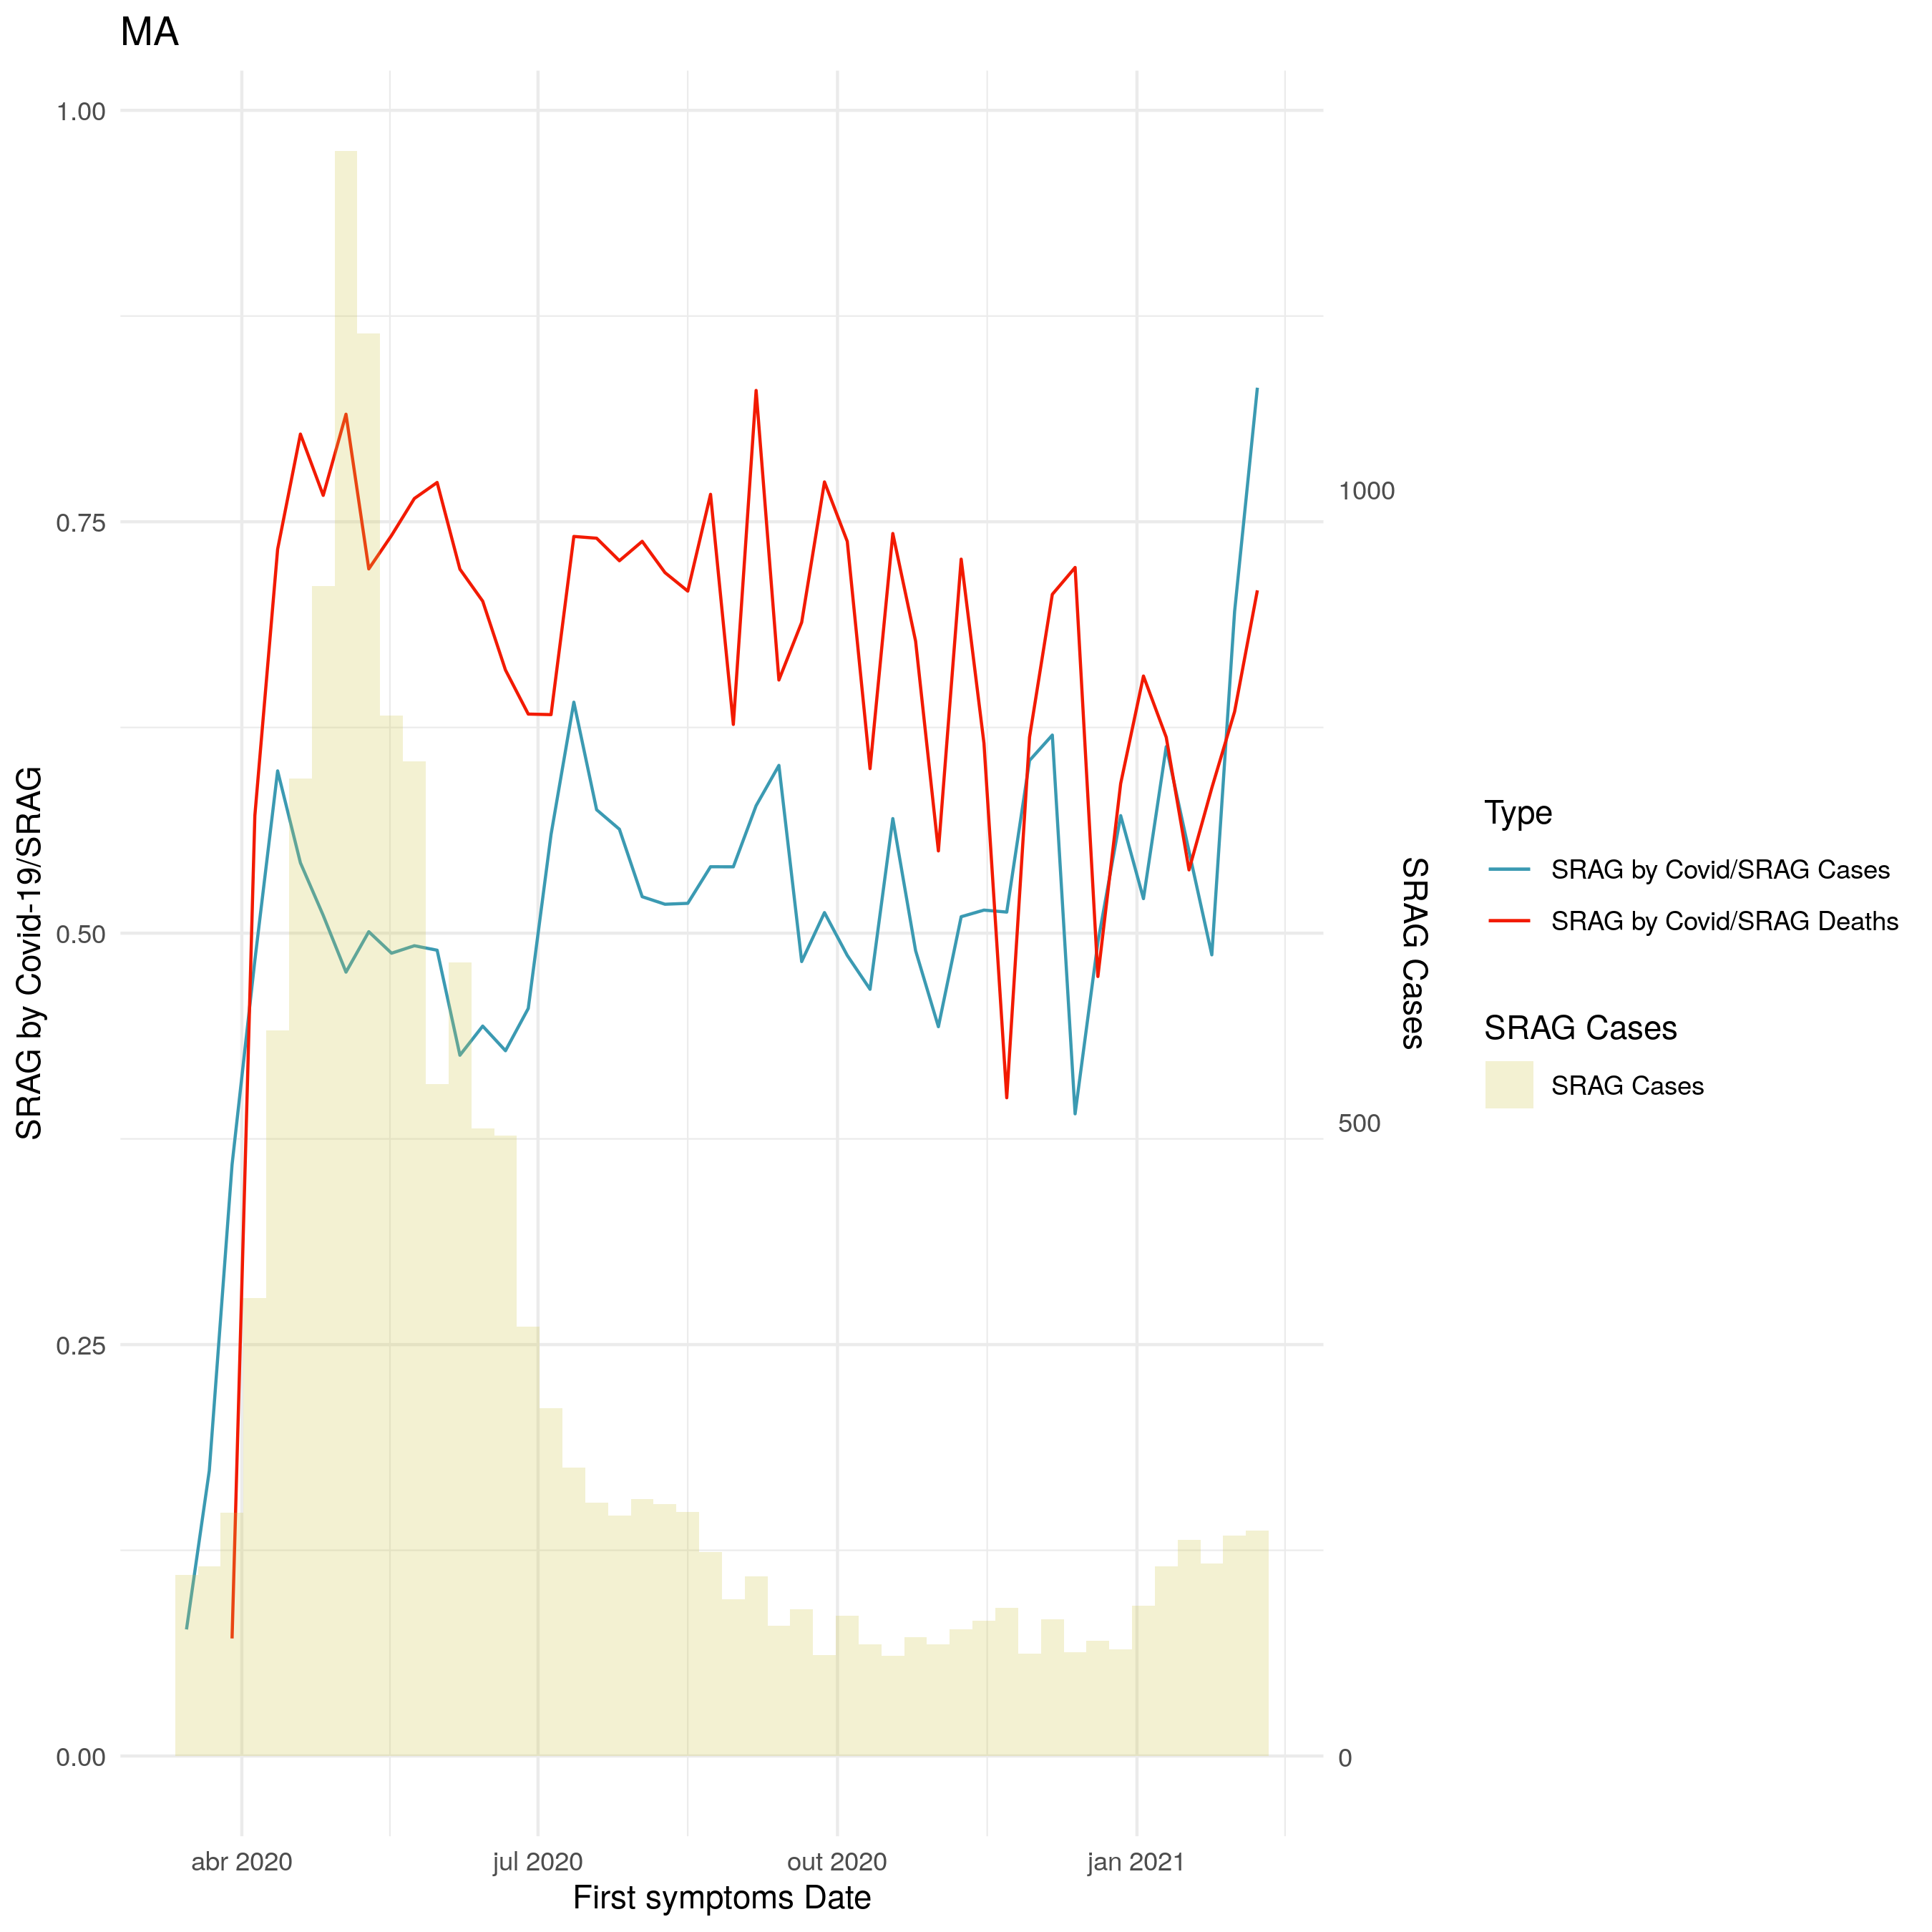 MA
1.00
0.75
0.50
0.25
0.00
SRAG by Covid-19/SRAG
abr 2020
jul 2020
out 2020
jan 2021
First symptoms Date
1000
500
0
SRAG Cases
Type
SRAG by Covid/SRAG Cases
SRAG by Covid/SRAG Deaths
SRAG Cases
SRAG Cases